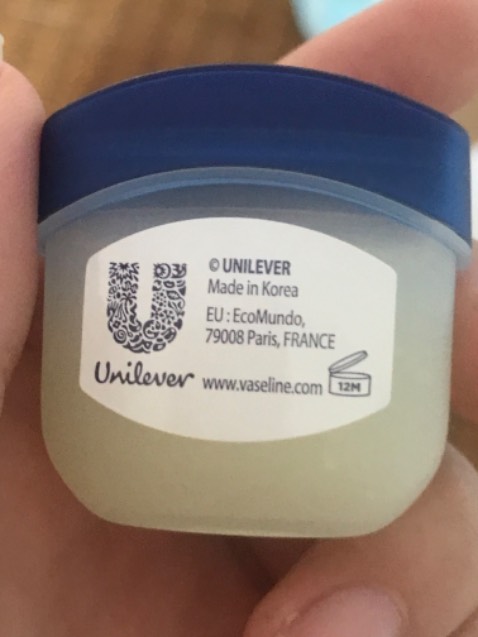 © UNILEVER
Made in Korea
EU : EcoMundo,
79008 Paris, FRANCE
Unilever www.vaseline.com 12M